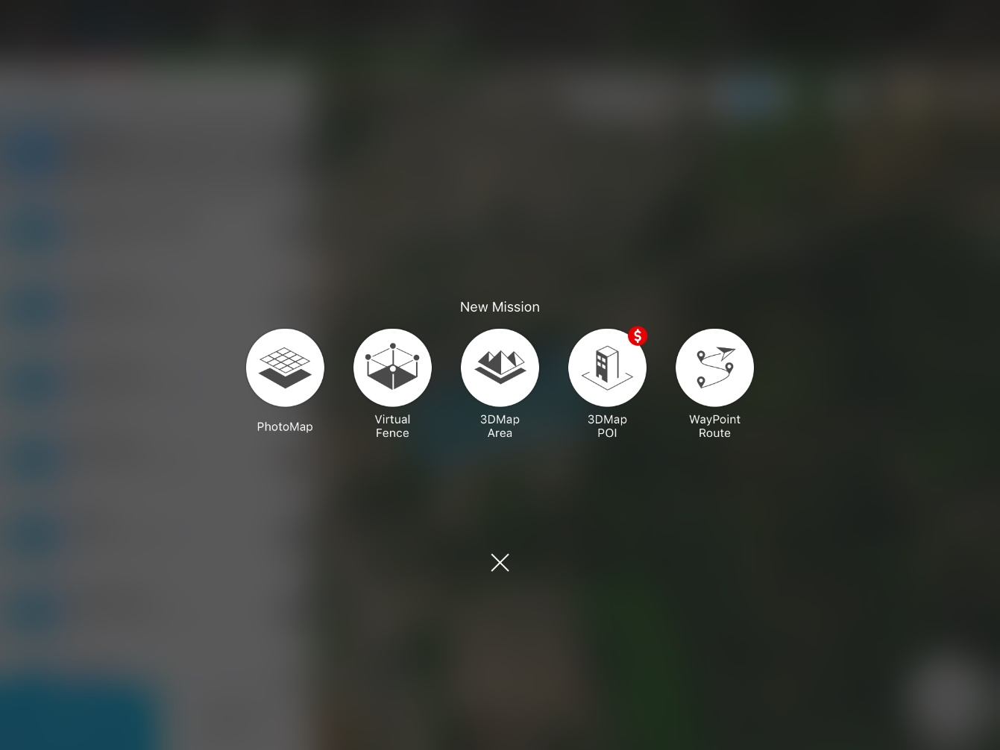 New Mission
$
PhotoMap
Virtual
Fence
3DMap
Area
3DMap
POI
WayPoint
Route